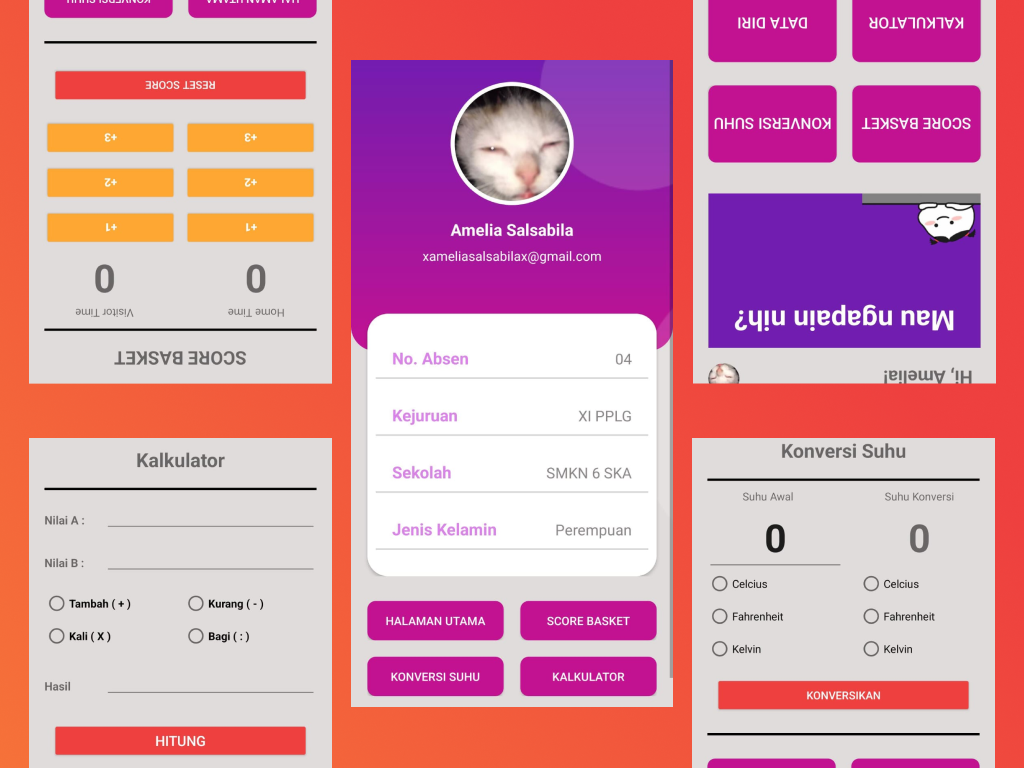 SCORE BASKET
Home Time Visitor Time
0 0
+1 +1
+2 +2
+3 +3
RESET SCORE
HALAMAN UTAMA KONVERSI SUHU
Kalkulator
Nilai A :
Nilai B :
Tambah ( + ) Kurang ( - )
Kali ( X ) Bagi ( : )
Hasil
HITUNG
Amelia Salsabila
xameliasalsabilax@gmail.com
No. Absen 04
Kejuruan XI PPLG
Sekolah SMKN 6 SKA
Jenis Kelamin Perempuan
HALAMAN UTAMA SCORE BASKET
KONVERSI SUHU KALKULATOR
Hi, Amelia!
Mau ngapain nih?
SCORE BASKET KONVERSI SUHU
KALKULATOR DATA DIRI
Konversi Suhu
Suhu Awal Suhu Konversi
0 0
Celcius Celcius
Fahrenheit Fahrenheit
Kelvin Kelvin
KONVERSIKAN